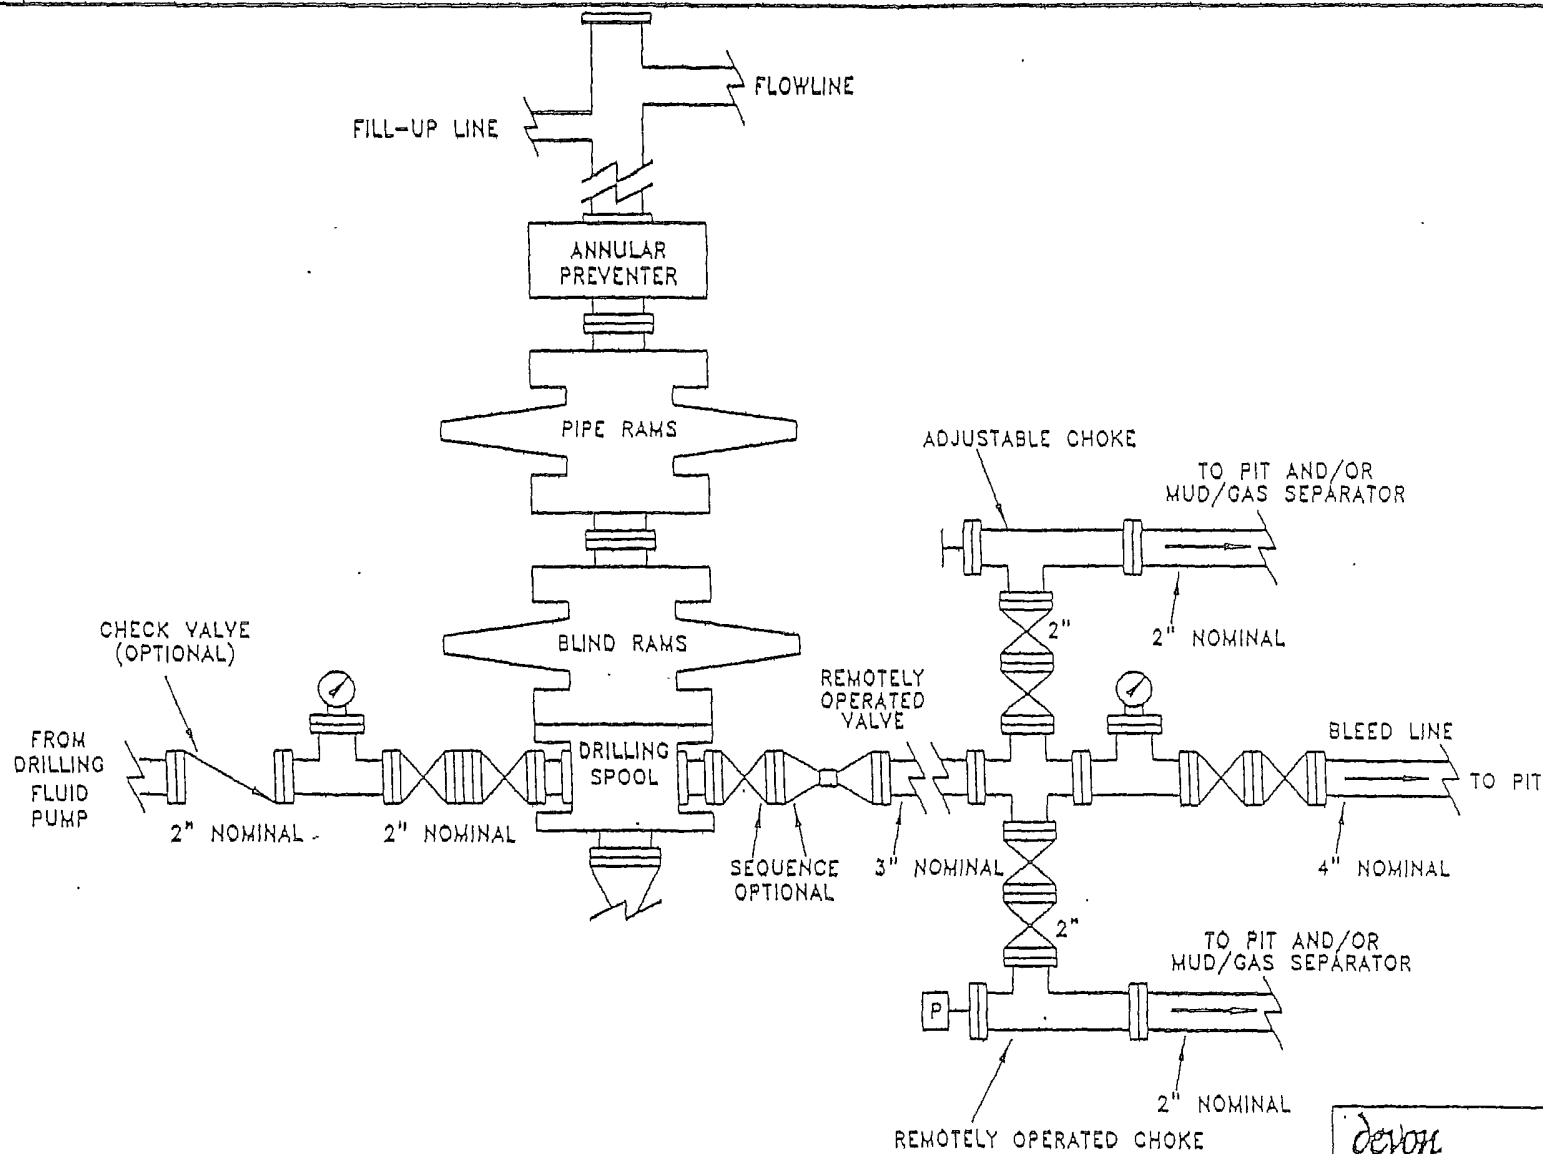 FLOWLINE
FILL-UP LINE
ANNULAR
PREVENTER
PIPE RAMS
ADJUSTABLE CHOKE
TO PIT AND/OR
MUD/GAS SEPARATOR
2"
2" NOMINAL
CHECK VALVE
(OPTIONAL)
BLIND RAMS
REMOTELY
OPERATED
VALVE
FROM
DRILLING
FLUID
PUMP
DRILLING
SPOOL
BLEED LINE
TO PIT
2" NOMINAL
2" NOMINAL
SEQUENCE
OPTIONAL
3" NOMINAL
4" NOMINAL
2"
TO PIT AND/OR
MUD/GAS SEPARATOR
P
2" NOMINAL
REMOTELY OPERATED CHOKE
devon